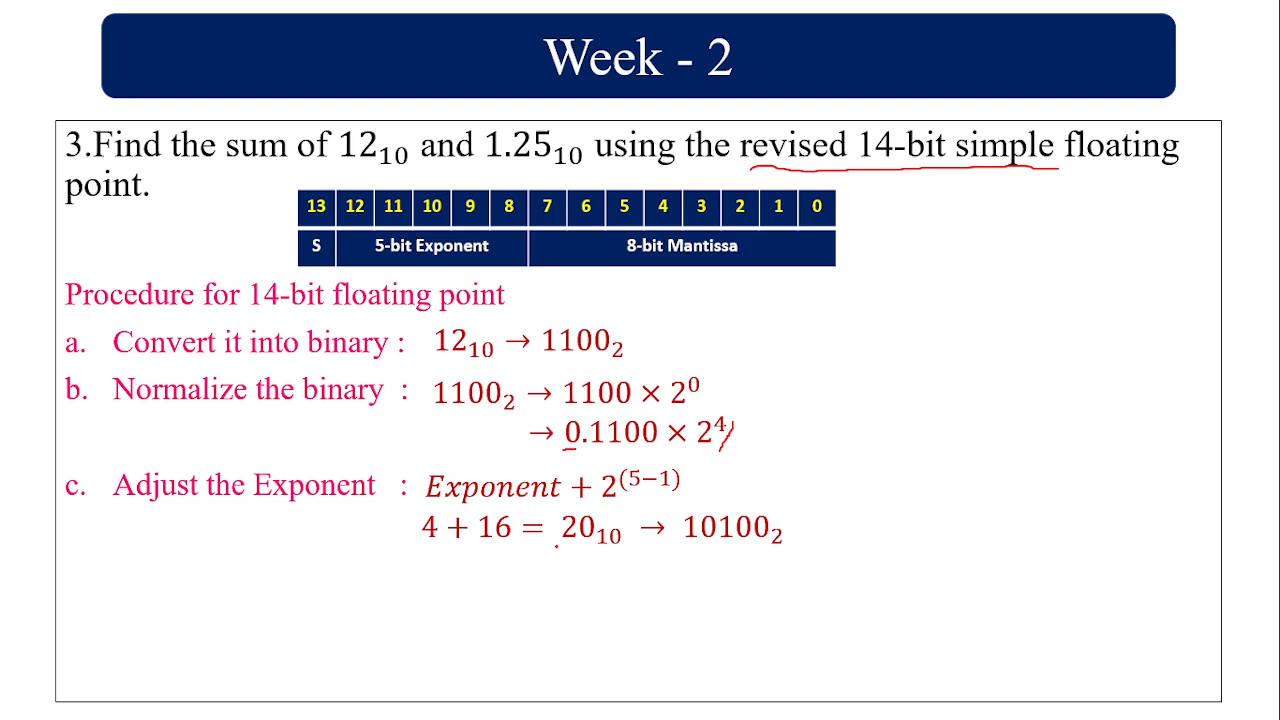 Week - 2
3.Find the sum of 12₁₀ and 1.25₁₀ using the revised 14-bit simple floating
point.
13 12 11 10 9 8 7 6 5 4 3 2 1 0
S 5-bit Exponent 8-bit Mantissa
Procedure for 14-bit floating point
a. Convert it into binary : 12₁₀ → 1100₂
b. Normalize the binary : 1100₂ → 1100 × 2⁰
→ 0.1100 × 2⁴
c. Adjust the Exponent : Exponent + 2⁽⁵⁻¹⁾
4 + 16 = 20₁₀ → 10100₂